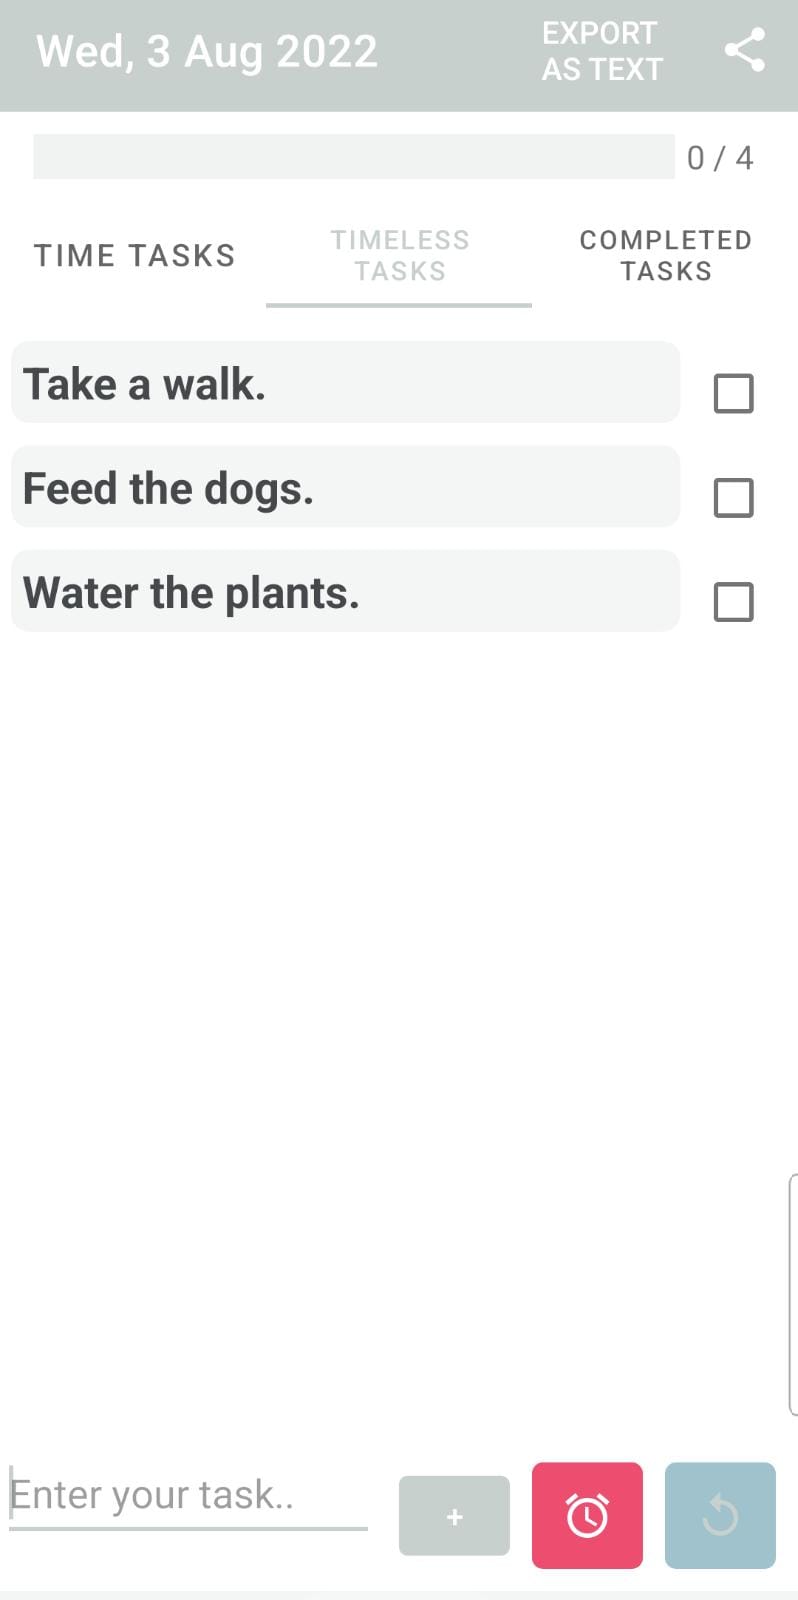 Wed, 3 Aug 2022
EXPORT
AS TEXT
0 / 4
TIME TASKS
TIMELESS
TASKS
COMPLETED
TASKS
Take a walk.
Feed the dogs.
Water the plants.
Enter your task..
+